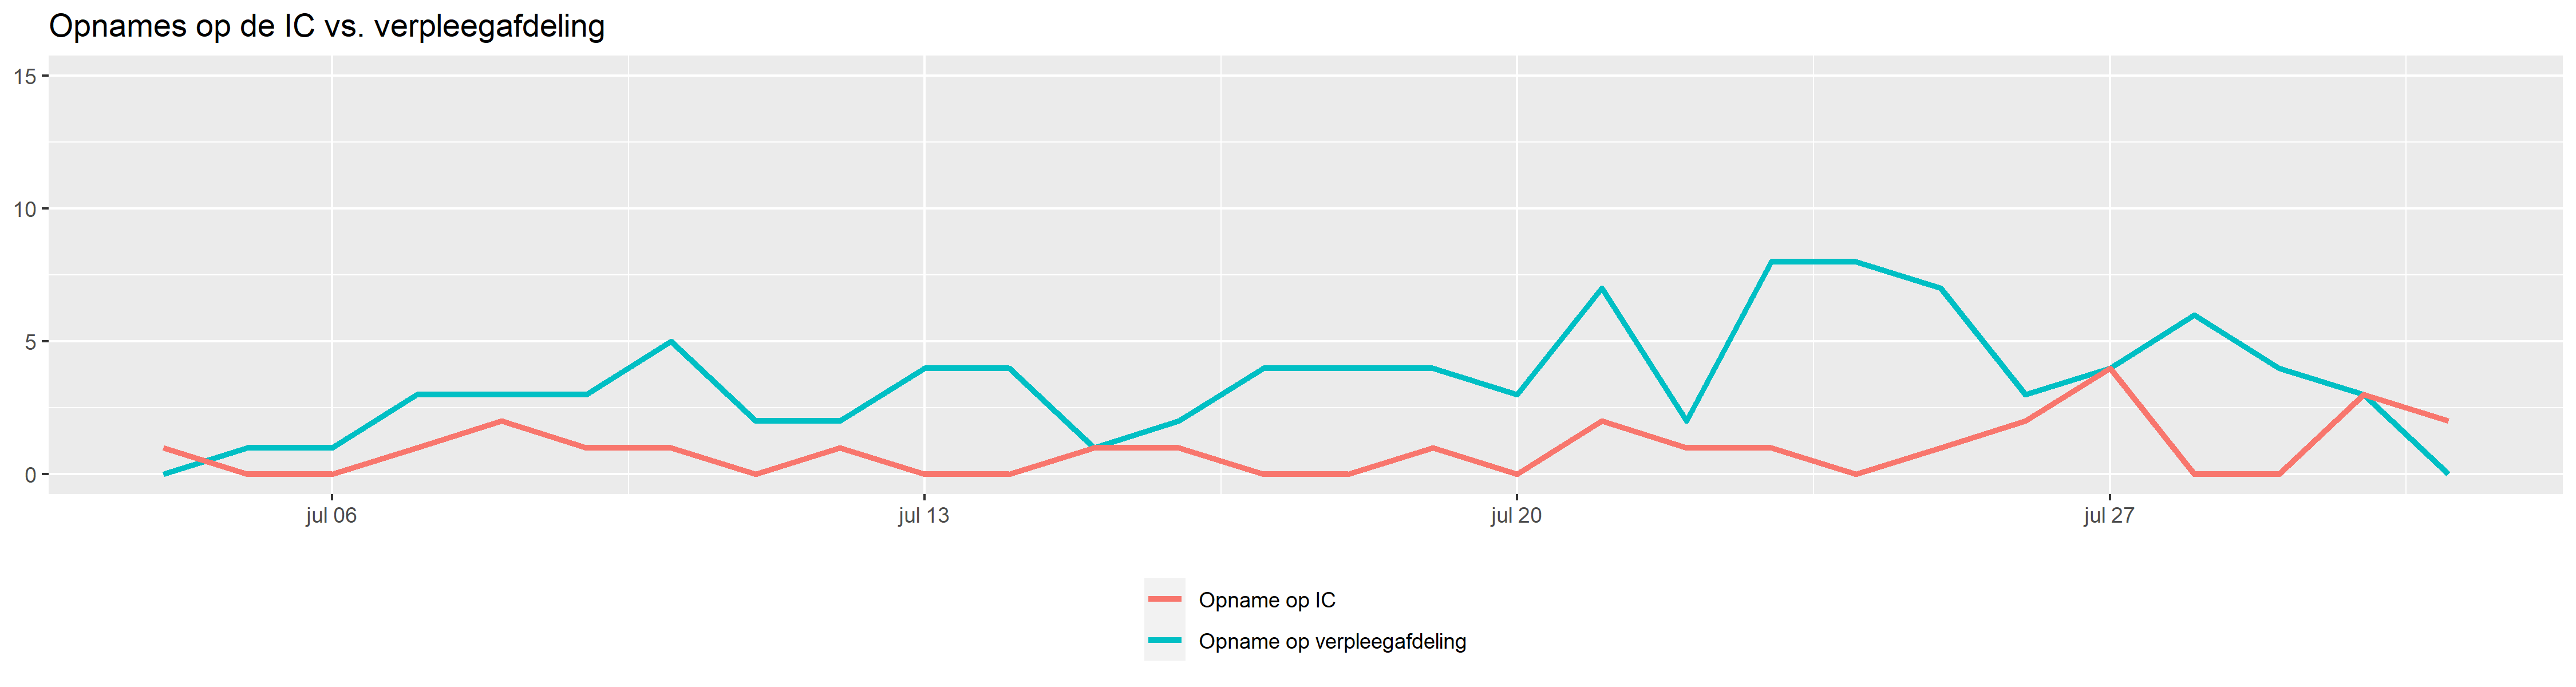 Opnames op de IC vs. verpleegafdeling
15
10
5
0
jul 06 jul 13 jul 20 jul 27
Opname op IC
Opname op verpleegafdeling